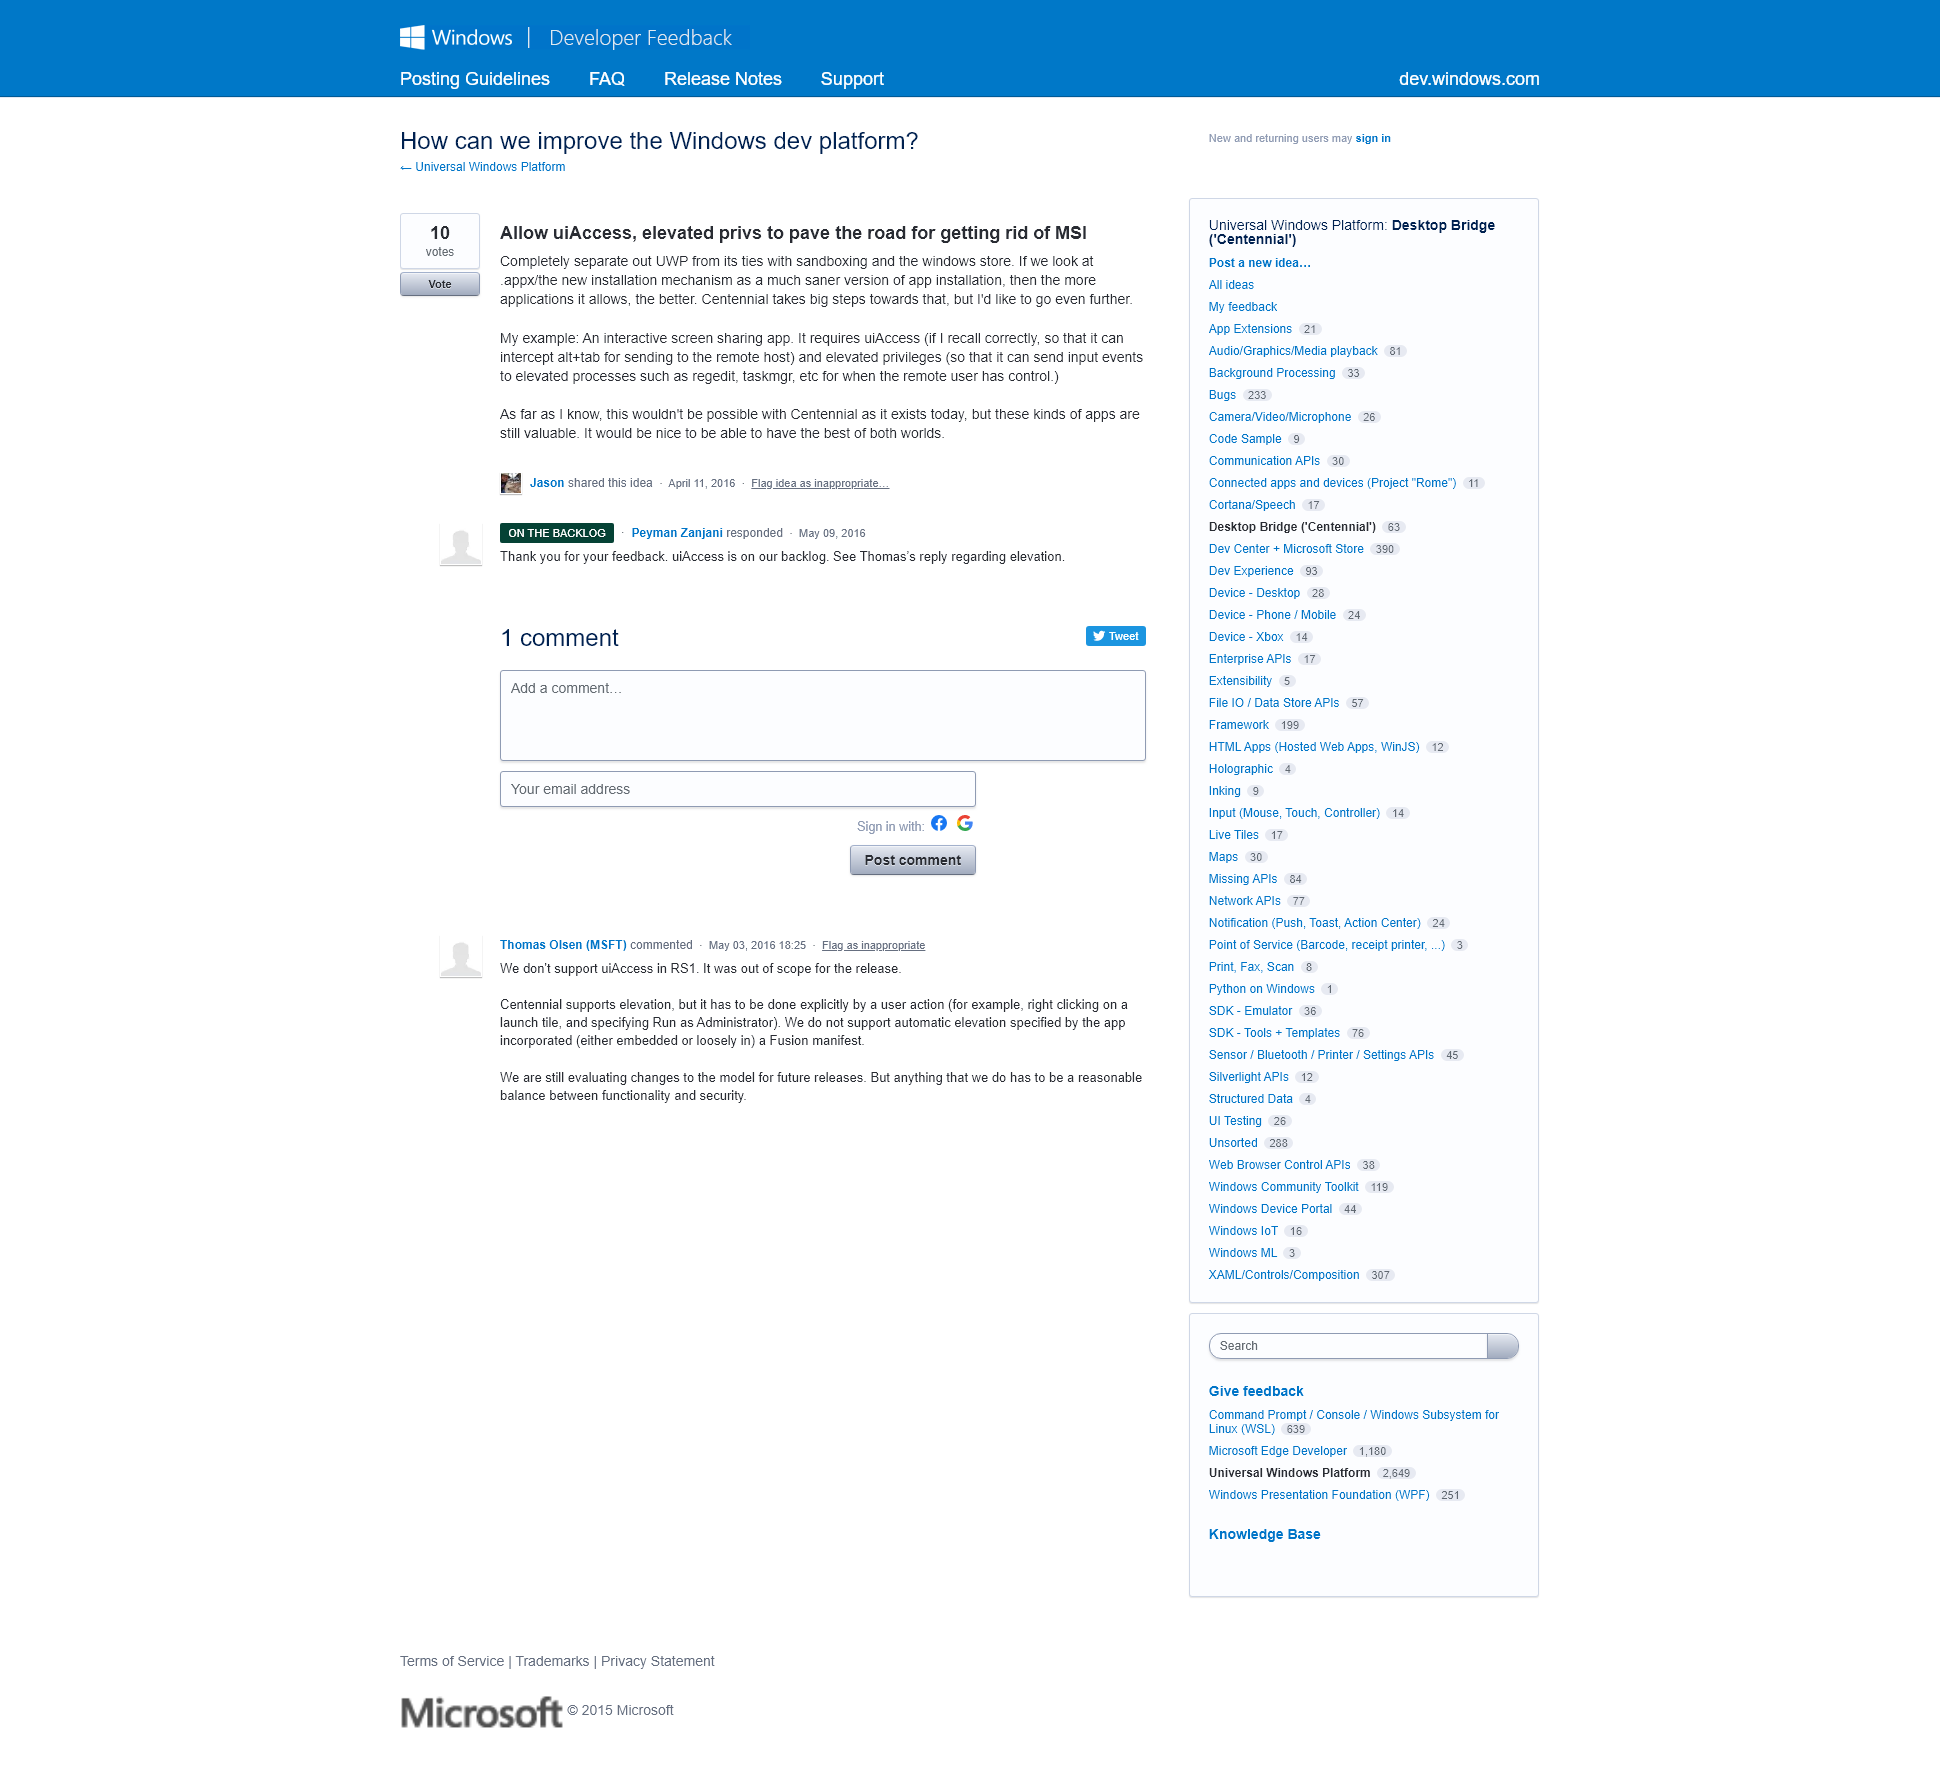 Windows | Developer Feedback
Posting Guidelines FAQ Release Notes Support dev.windows.com
How can we improve the Windows dev platform?
← Universal Windows Platform
New and returning users may sign in
10
votes
Vote
Allow uiAccess, elevated privs to pave the road for getting rid of MSI
Completely separate out UWP from its ties with sandboxing and the windows store. If we look at
.appx/the new installation mechanism as a much saner version of app installation, then the more
applications it allows, the better. Centennial takes big steps towards that, but I'd like to go even further.
My example: An interactive screen sharing app. It requires uiAccess (if I recall correctly, so that it can
intercept alt+tab for sending to the remote host) and elevated privileges (so that it can send input events
to elevated processes such as regedit, taskmgr, etc for when the remote user has control.)
As far as I know, this wouldn't be possible with Centennial as it exists today, but these kinds of apps are
still valuable. It would be nice to be able to have the best of both worlds.
Jason shared this idea · April 11, 2016 · Flag idea as inappropriate…
ON THE BACKLOG · Peyman Zanjani responded · May 09, 2016
Thank you for your feedback. uiAccess is on our backlog. See Thomas's reply regarding elevation.
1 comment
Tweet
Add a comment…
Your email address
Sign in with:
Post comment
Thomas Olsen (MSFT) commented · May 03, 2016 18:25 · Flag as inappropriate
We don't support uiAccess in RS1. It was out of scope for the release.
Centennial supports elevation, but it has to be done explicitly by a user action (for example, right clicking on a
launch tile, and specifying Run as Administrator). We do not support automatic elevation specified by the app
incorporated (either embedded or loosely in) a Fusion manifest.
We are still evaluating changes to the model for future releases. But anything that we do has to be a reasonable
balance between functionality and security.
Universal Windows Platform: Desktop Bridge
('Centennial')
Post a new idea…
All ideas
My feedback
App Extensions 21
Audio/Graphics/Media playback 81
Background Processing 33
Bugs 233
Camera/Video/Microphone 26
Code Sample 9
Communication APIs 30
Connected apps and devices (Project "Rome") 11
Cortana/Speech 17
Desktop Bridge ('Centennial') 63
Dev Center + Microsoft Store 390
Dev Experience 93
Device - Desktop 28
Device - Phone / Mobile 24
Device - Xbox 14
Enterprise APIs 17
Extensibility 5
File IO / Data Store APIs 57
Framework 199
HTML Apps (Hosted Web Apps, WinJS) 12
Holographic 4
Inking 9
Input (Mouse, Touch, Controller) 14
Live Tiles 17
Maps 30
Missing APIs 84
Network APIs 77
Notification (Push, Toast, Action Center) 24
Point of Service (Barcode, receipt printer, ...) 3
Print, Fax, Scan 8
Python on Windows 1
SDK - Emulator 36
SDK - Tools + Templates 76
Sensor / Bluetooth / Printer / Settings APIs 45
Silverlight APIs 12
Structured Data 4
UI Testing 26
Unsorted 288
Web Browser Control APIs 38
Windows Community Toolkit 119
Windows Device Portal 44
Windows IoT 16
Windows ML 3
XAML/Controls/Composition 307
Search
Give feedback
Command Prompt / Console / Windows Subsystem for
Linux (WSL) 639
Microsoft Edge Developer 1,180
Universal Windows Platform 2,649
Windows Presentation Foundation (WPF) 251
Knowledge Base
Terms of Service | Trademarks | Privacy Statement
Microsoft © 2015 Microsoft